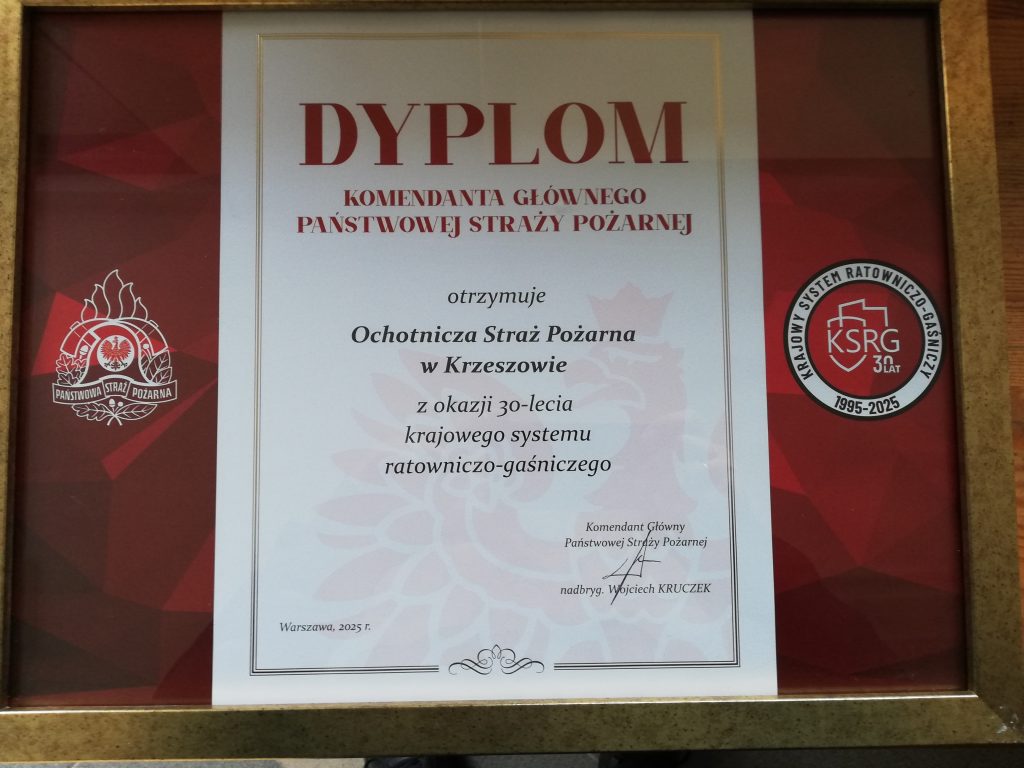 DYPLOM
KOMENDANTA GŁÓWNEGO
PAŃSTWOWEJ STRAŻY POŻARNEJ
otrzymuje
Ochotnicza Straż Pożarna
w Krzeszowie
z okazji 30-lecia
krajowego systemu
ratowniczo-gaśniczego
Komendant Główny
Państwowej Straży Pożarnej
nadbryg. Wojciech KRUCZEK
Warszawa, 2025 r.
PAŃSTWOWA STRAŻ POŻARNA
KRAJOWY SYSTEM RATOWNICZO-GAŚNICZY
KSRG
30 LAT
1995-2025